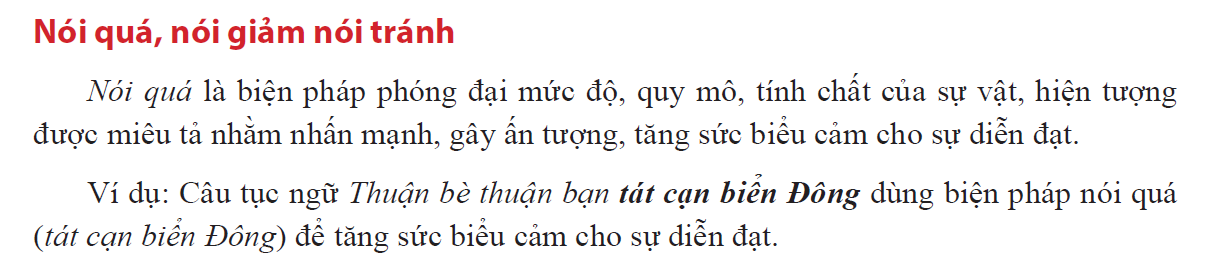 Nói quá, nói giảm nói tránh
Nói quá là biện pháp phóng đại mức độ, quy mô, tính chất của sự vật, hiện tượng
được miêu tả nhằm nhấn mạnh, gây ấn tượng, tăng sức biểu cảm cho sự diễn đạt.
Ví dụ: Câu tục ngữ Thuận bè thuận bạn tát cạn biển Đông dùng biện pháp nói quá
(tát cạn biển Đông) để tăng sức biểu cảm cho sự diễn đạt.